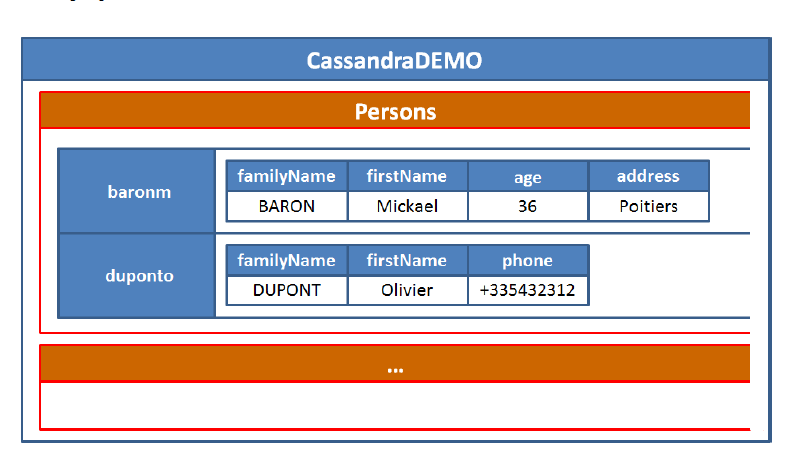 CassandraDEMO
Persons
baronm
familyName firstName age address
BARON Mickael 36 Poitiers
duponto
familyName firstName phone
DUPONT Olivier +335432312
...